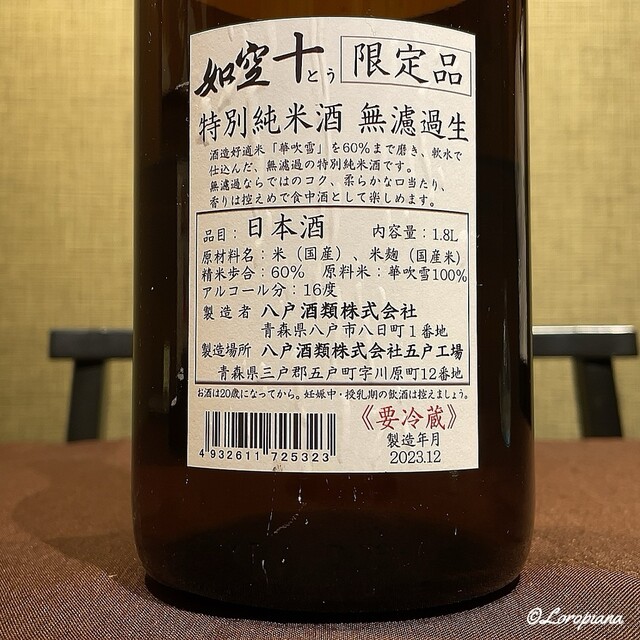 如空十とう 限定品
特別純米酒 無濾過生
酒造好適米「華吹雪」を60%まで磨き、軟水で
仕込んだ、無濾過の特別純米酒です。
無濾過ならではのコク、柔らかな口当たり、
香りは控えめで食中酒として楽しめます。
品目：日本酒 内容量：1.8L
原材料名：米（国産）、米麹（国産米）
精米歩合：60% 原料米：華吹雪100%
アルコール分：16度
製造者 八戸酒類株式会社
青森県八戸市八日町1番地
製造場所 八戸酒類株式会社五戸工場
青森県三戸郡五戸町字川原町12番地
お酒は20歳になってから。妊娠中・授乳期の飲酒は控えましょう。
《要冷蔵》
製造年月
2023.12
4 932611 725323
©Loropiana